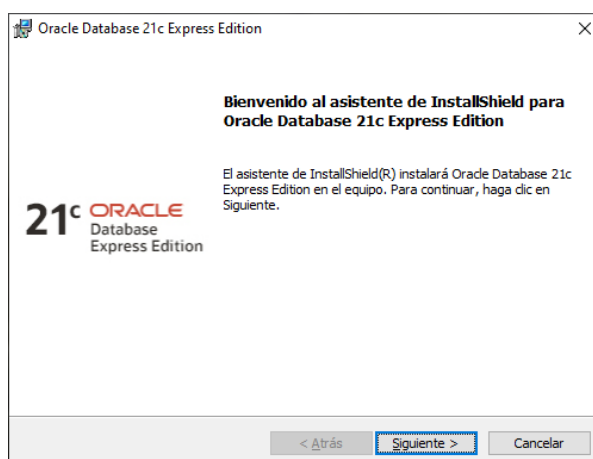 Oracle Database 21c Express Edition
Bienvenido al asistente de InstallShield para
Oracle Database 21c Express Edition
El asistente de InstallShield(R) instalará Oracle Database 21c
Express Edition en el equipo. Para continuar, haga clic en
Siguiente.
21c ORACLE
Database
Express Edition
< Atrás Siguiente > Cancelar